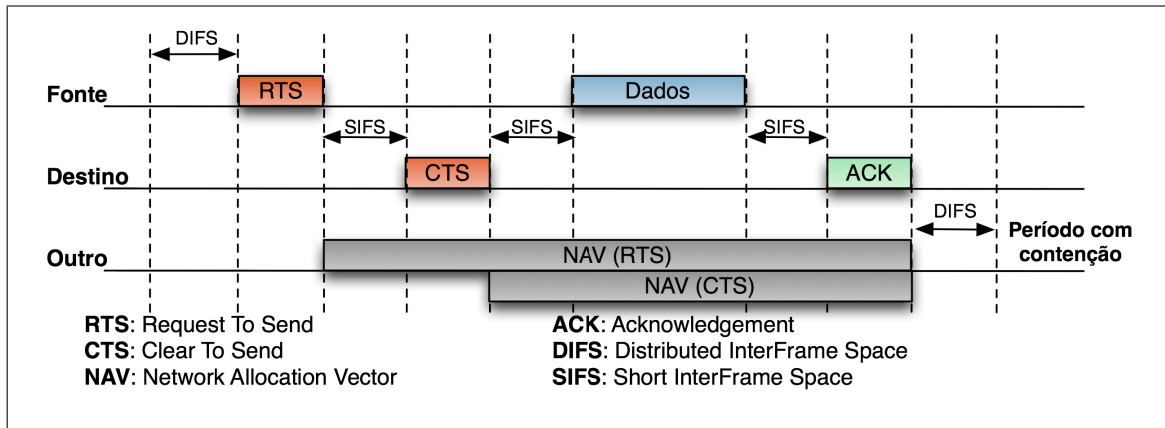 DIFS
Fonte
RTS
Dados
SIFS
SIFS
SIFS
Destino
CTS
ACK
DIFS
Período com
contenção
Outro
NAV (RTS)
NAV (CTS)
RTS: Request To Send
CTS: Clear To Send
NAV: Network Allocation Vector
ACK: Acknowledgement
DIFS: Distributed InterFrame Space
SIFS: Short InterFrame Space